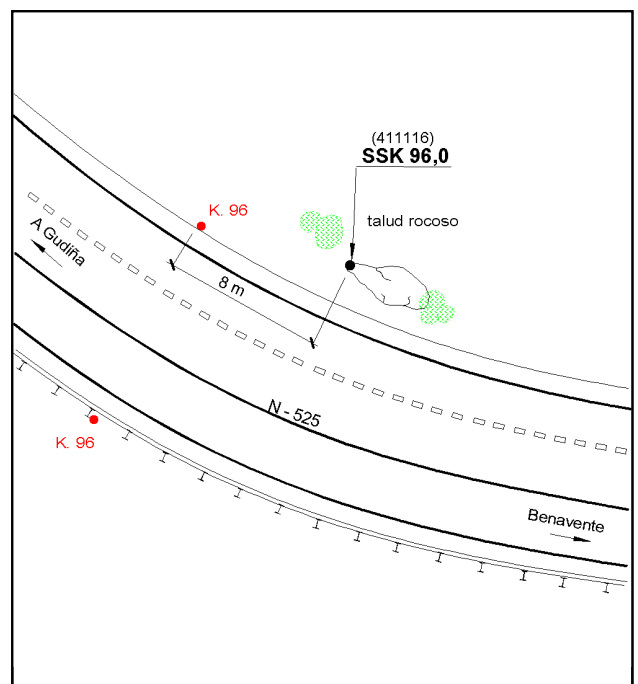 (411116)
SSK 96,0
K. 96
talud rocoso
A Gudiña
8 m
N - 525
K. 96
Benavente